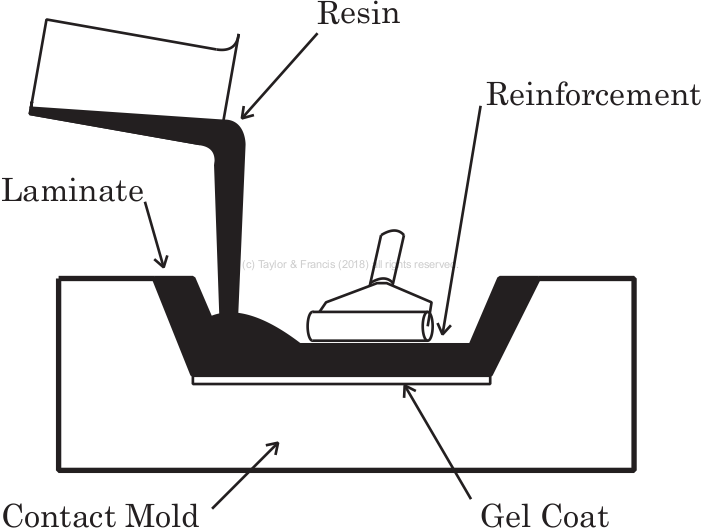 Resin
Reinforcement
Laminate
(c) Taylor & Francis (2018) all rights reserved
Contact Mold
Gel Coat